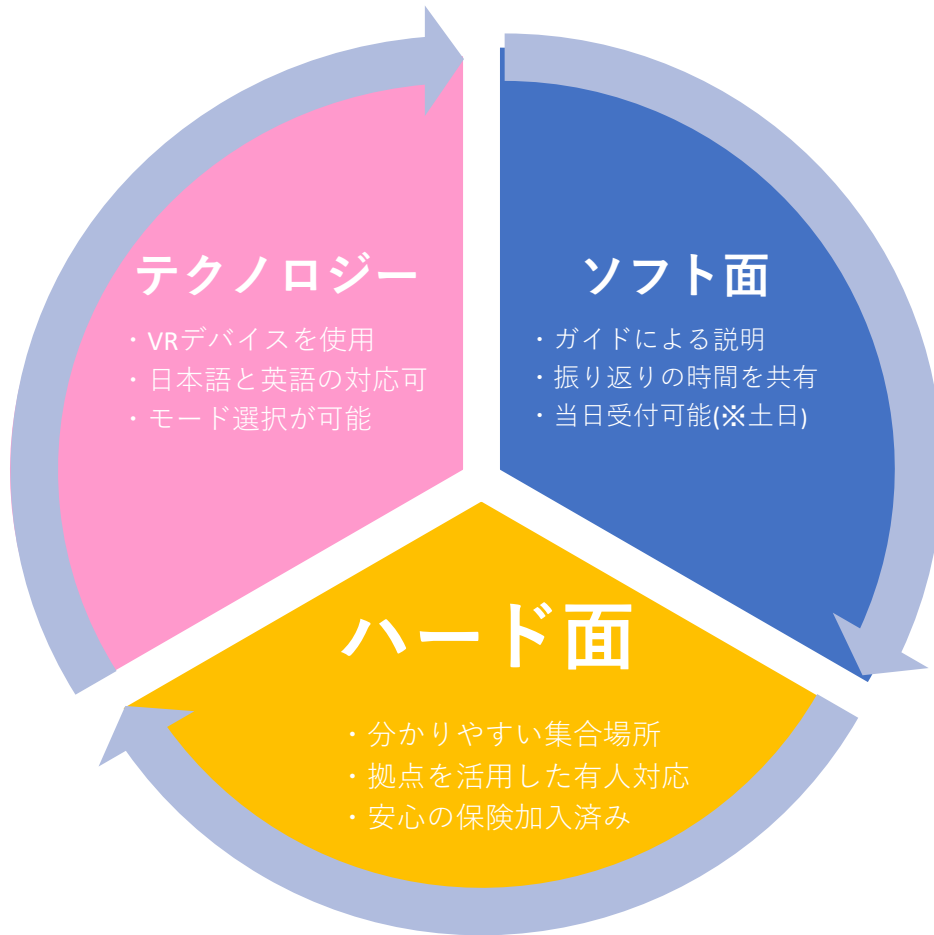 テクノロジー
・VRデバイスを使用
・日本語と英語の対応可
・モード選択が可能
ソフト面
・ガイドによる説明
・振り返りの時間を共有
・当日受付可能(※土日)
ハード面
・分かりやすい集合場所
・拠点を活用した有人対応
・安心の保険加入済み